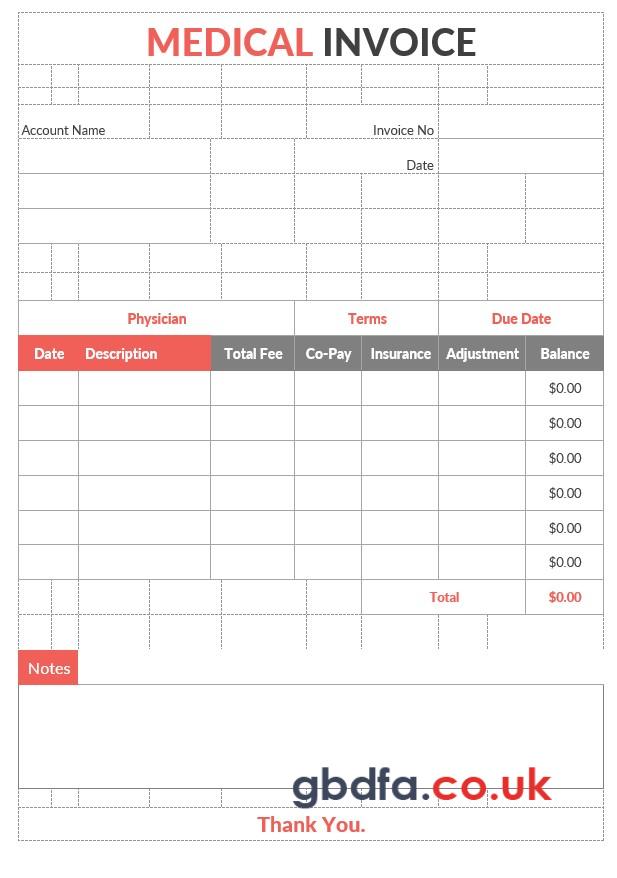 MEDICAL INVOICE
Account Name Invoice No
Date
Physician Terms Due Date
Date Description Total Fee Co-Pay Insurance Adjustment Balance
$0.00
$0.00
$0.00
$0.00
$0.00
$0.00
Total $0.00
Notes
gbdfa.co.uk
Thank You.